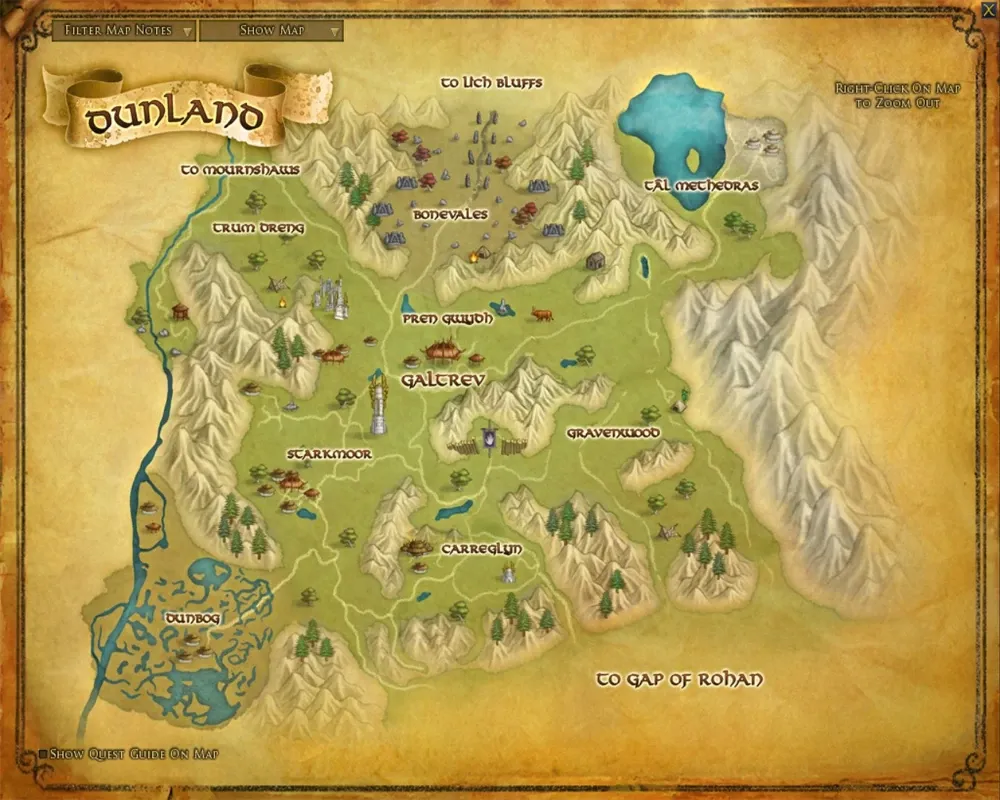 Filter Map Notes
Show Map
DUNLAND
TO LICH BLUFFS
Right-Click On Map
to Zoom Out
TO MOURNSHAWS
TÂL METHEDRAS
BONEVALES
TRUM DRENG
PREN GWYDH
GALTREV
GRAVENWOOD
STARKMOOR
CARREGLYN
DUNBOG
TO GAP OF ROHAN
Show Quest Guide On Map